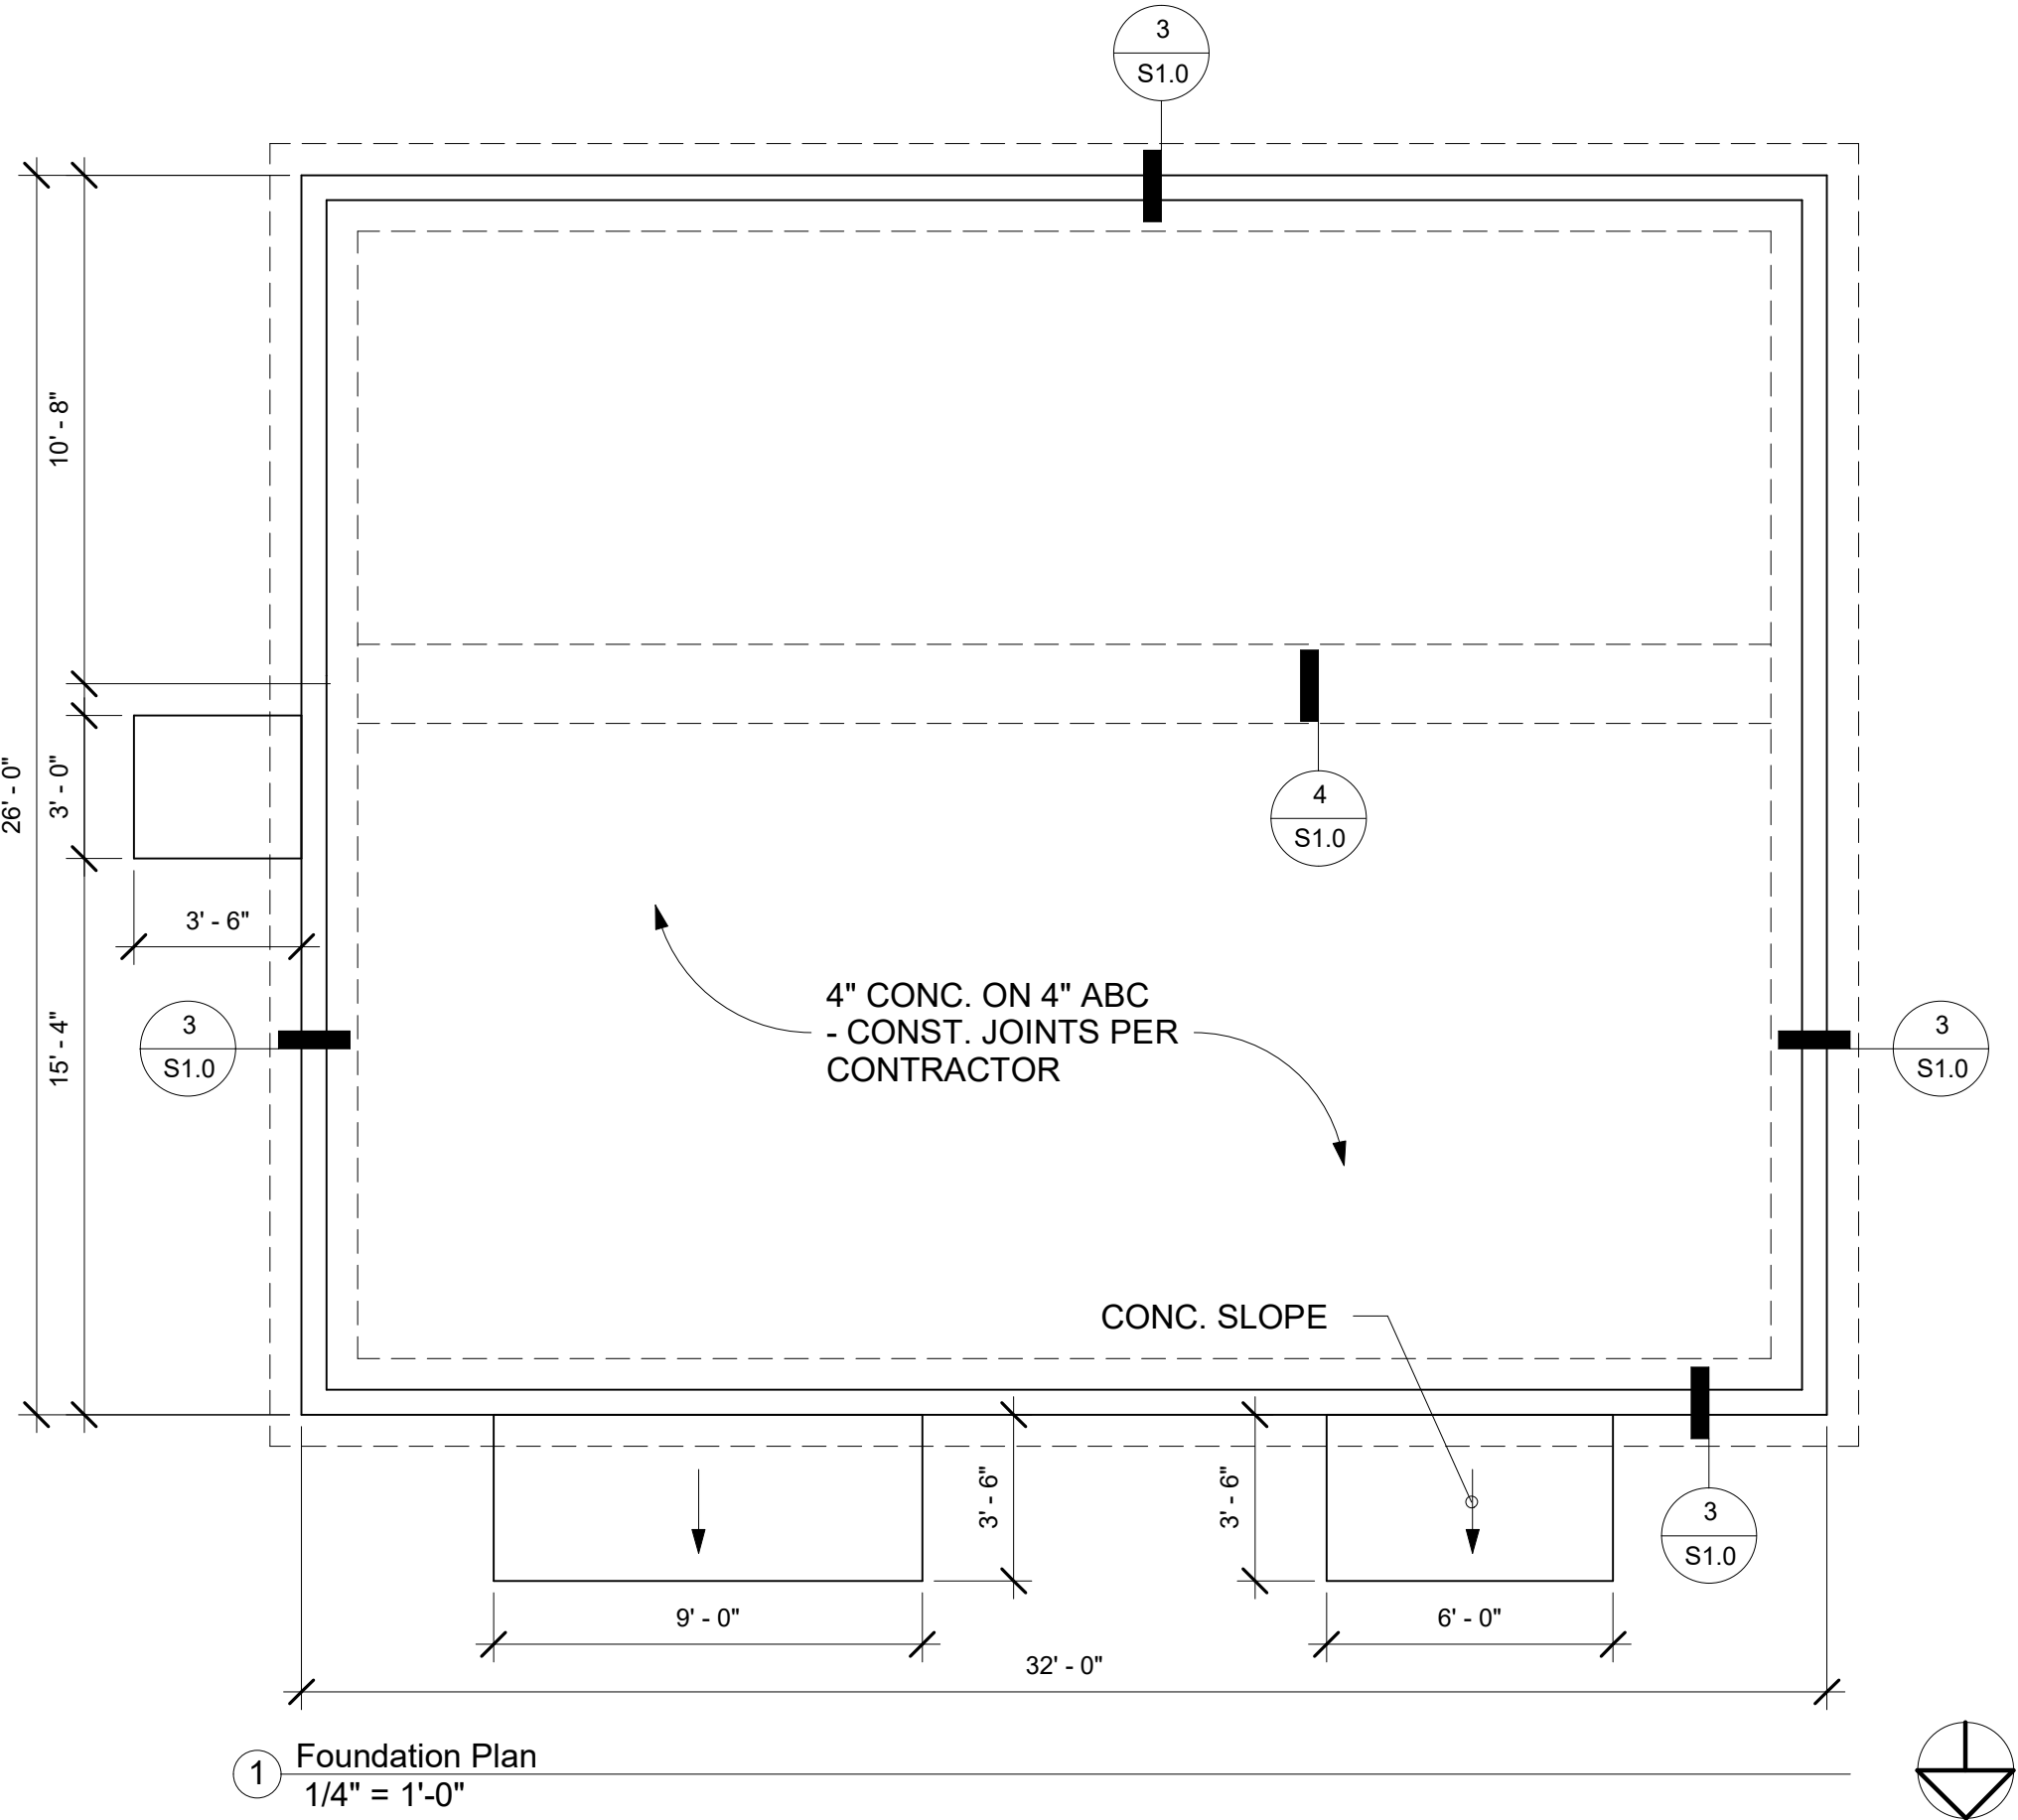 3
S1.0
10' - 8"
26' - 0"
3' - 0"
4
S1.0
3' - 6"
3
S1.0
15' - 4"
4" CONC. ON 4" ABC
- CONST. JOINTS PER
CONTRACTOR
3
S1.0
CONC. SLOPE
3' - 6"
3' - 6"
3
S1.0
9' - 0"
6' - 0"
32' - 0"
1
Foundation Plan
1/4" = 1'-0"